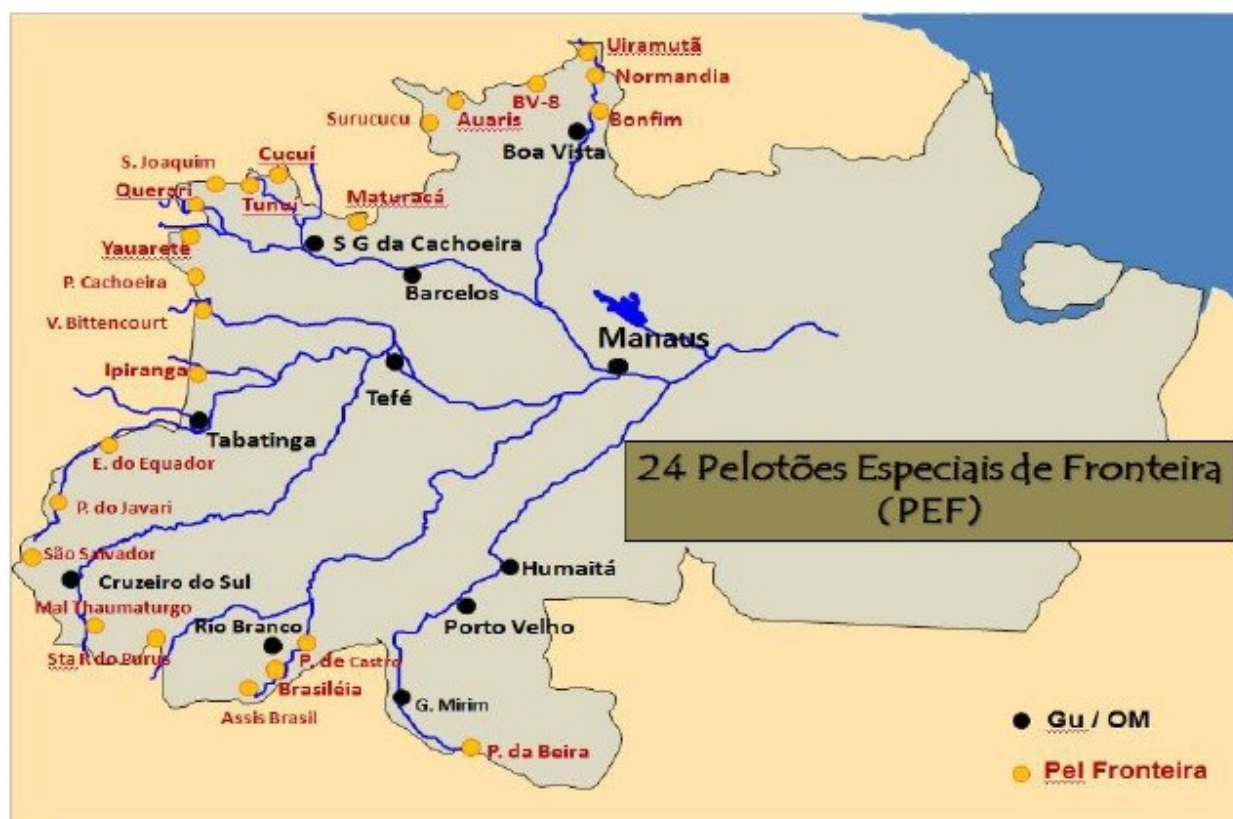 Uiramutã
Normandia
BV-8
Auaris
Surucucu
Bonfim
Boa Vista
Cucuí
S. Joaquim
Querari
Tunuí
Maturacá
Yauarete
S G da Cachoeira
P. Cachoeira
Barcelos
V. Bittencourt
Manaus
Ipiranga
Tefé
Tabatinga
E. do Equador
24 Pelotões Especiais de Fronteira
(PEF)
P. do Javari
São Salvador
Cruzeiro do Sul
Humaitá
Mal Thaumaturgo
Rio Branco
Porto Velho
Sta R do Purus
P. de Castro
Brasiléia
Assis Brasil
G. Mirim
P. da Beira
Gu / OM
Pel Fronteira